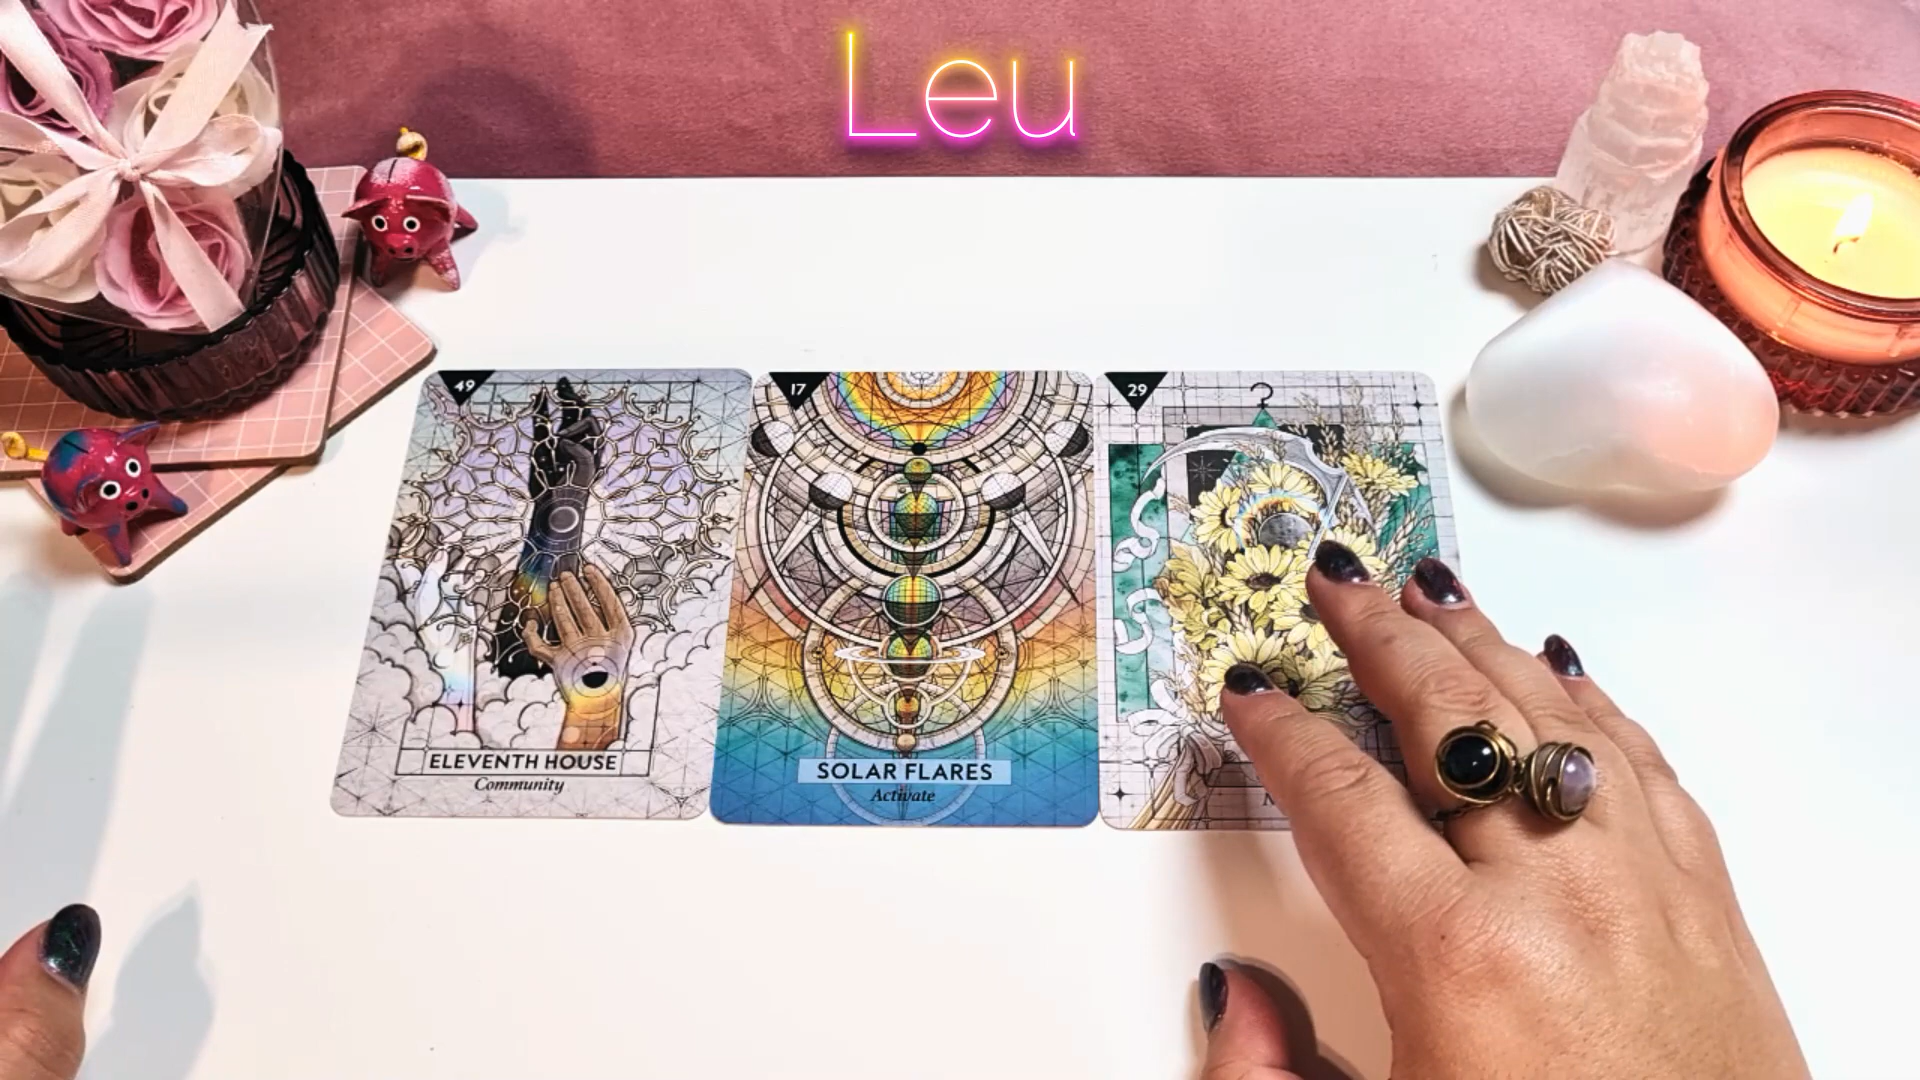 Leu
49
ELEVENTH HOUSE
Community
17
SOLAR FLARES
Activate
29